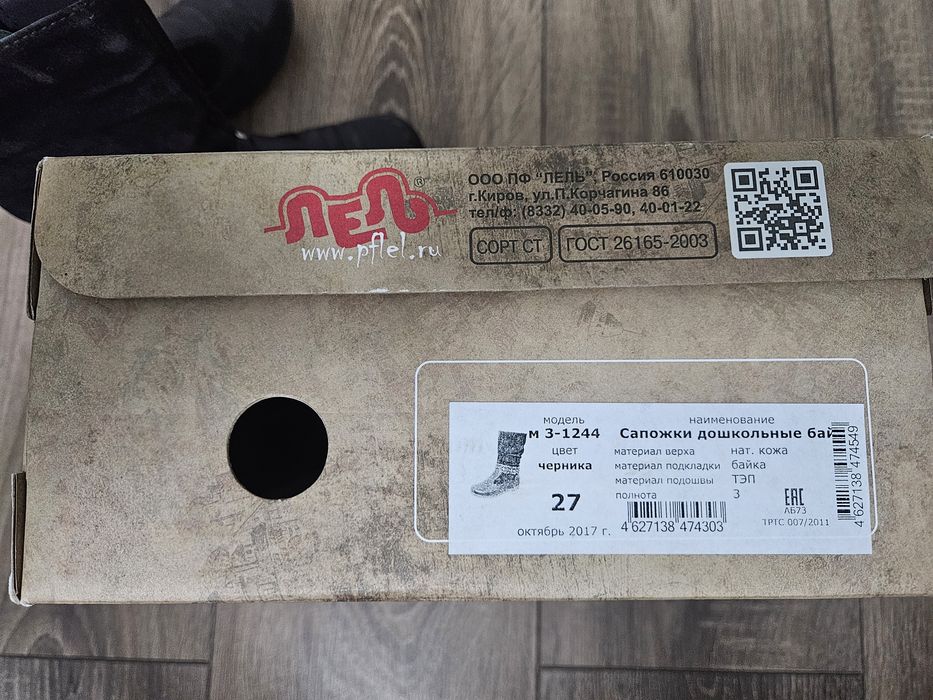 ЛЕЛЬ®
www.pflel.ru
ООО ПФ "ЛЕЛЬ", Россия 610030
г.Киров, ул.П.Корчагина 86
тел/ф: (8332) 40-05-90, 40-01-22
СОРТ СТ
ГОСТ 26165-2003
модель
м 3-1244
цвет
черника
27
октябрь 2017 г.
наименование
Сапожки дошкольные бай
материал верха нат. кожа
материал подкладки байка
материал подошвы ТЭП
полнота 3
4 627138 474303
EAC
АБ73
ТРТС 007/2011
4 627138 474549